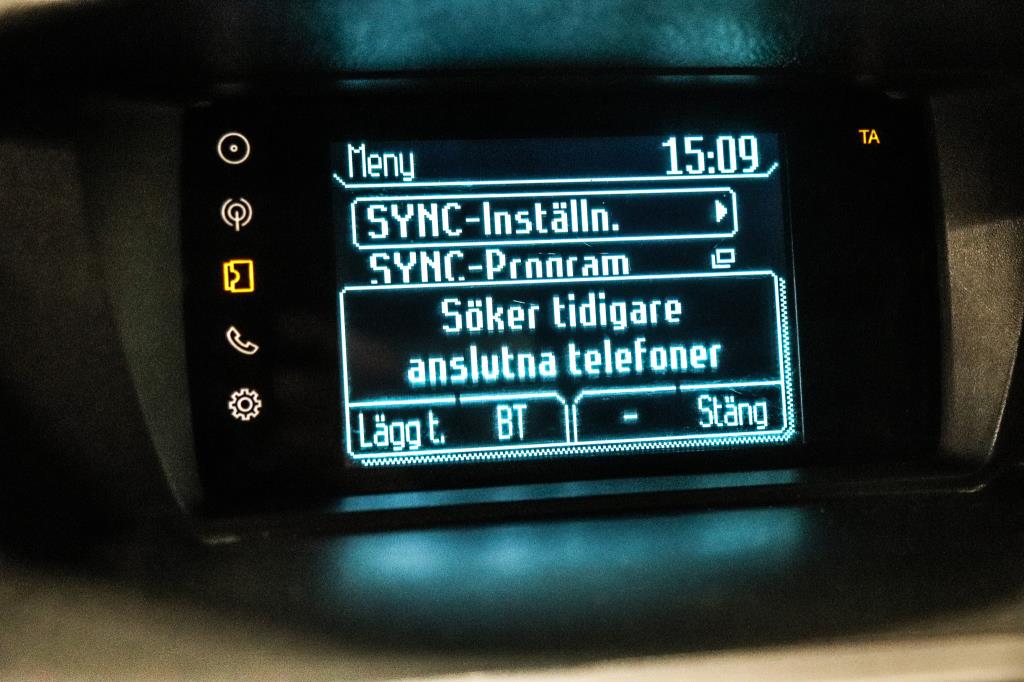 Meny 15:09
TA
SYNC-Inställn.
SYNC-Program
Söker tidigare
anslutna telefoner
Lägg t. BT - Stäng